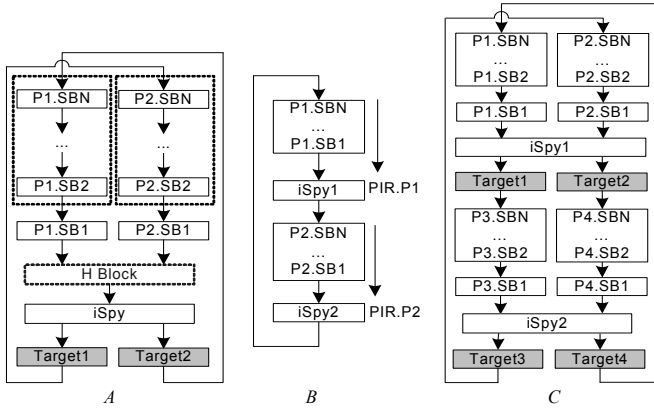 P1.SBN
P2.SBN
...
...
P1.SB2
P2.SB2
P1.SB1
P2.SB1
H Block
iSpy
Target1
Target2
A
P1.SBN
...
P1.SB1
iSpy1
PIR.P1
P2.SBN
...
P2.SB1
iSpy2
PIR.P2
B
P1.SBN
...
P1.SB2
P2.SBN
...
P2.SB2
P1.SB1
P2.SB1
iSpy1
Target1
Target2
P3.SBN
...
P3.SB2
P4.SBN
...
P4.SB2
P3.SB1
P4.SB1
iSpy2
Target3
Target4
C